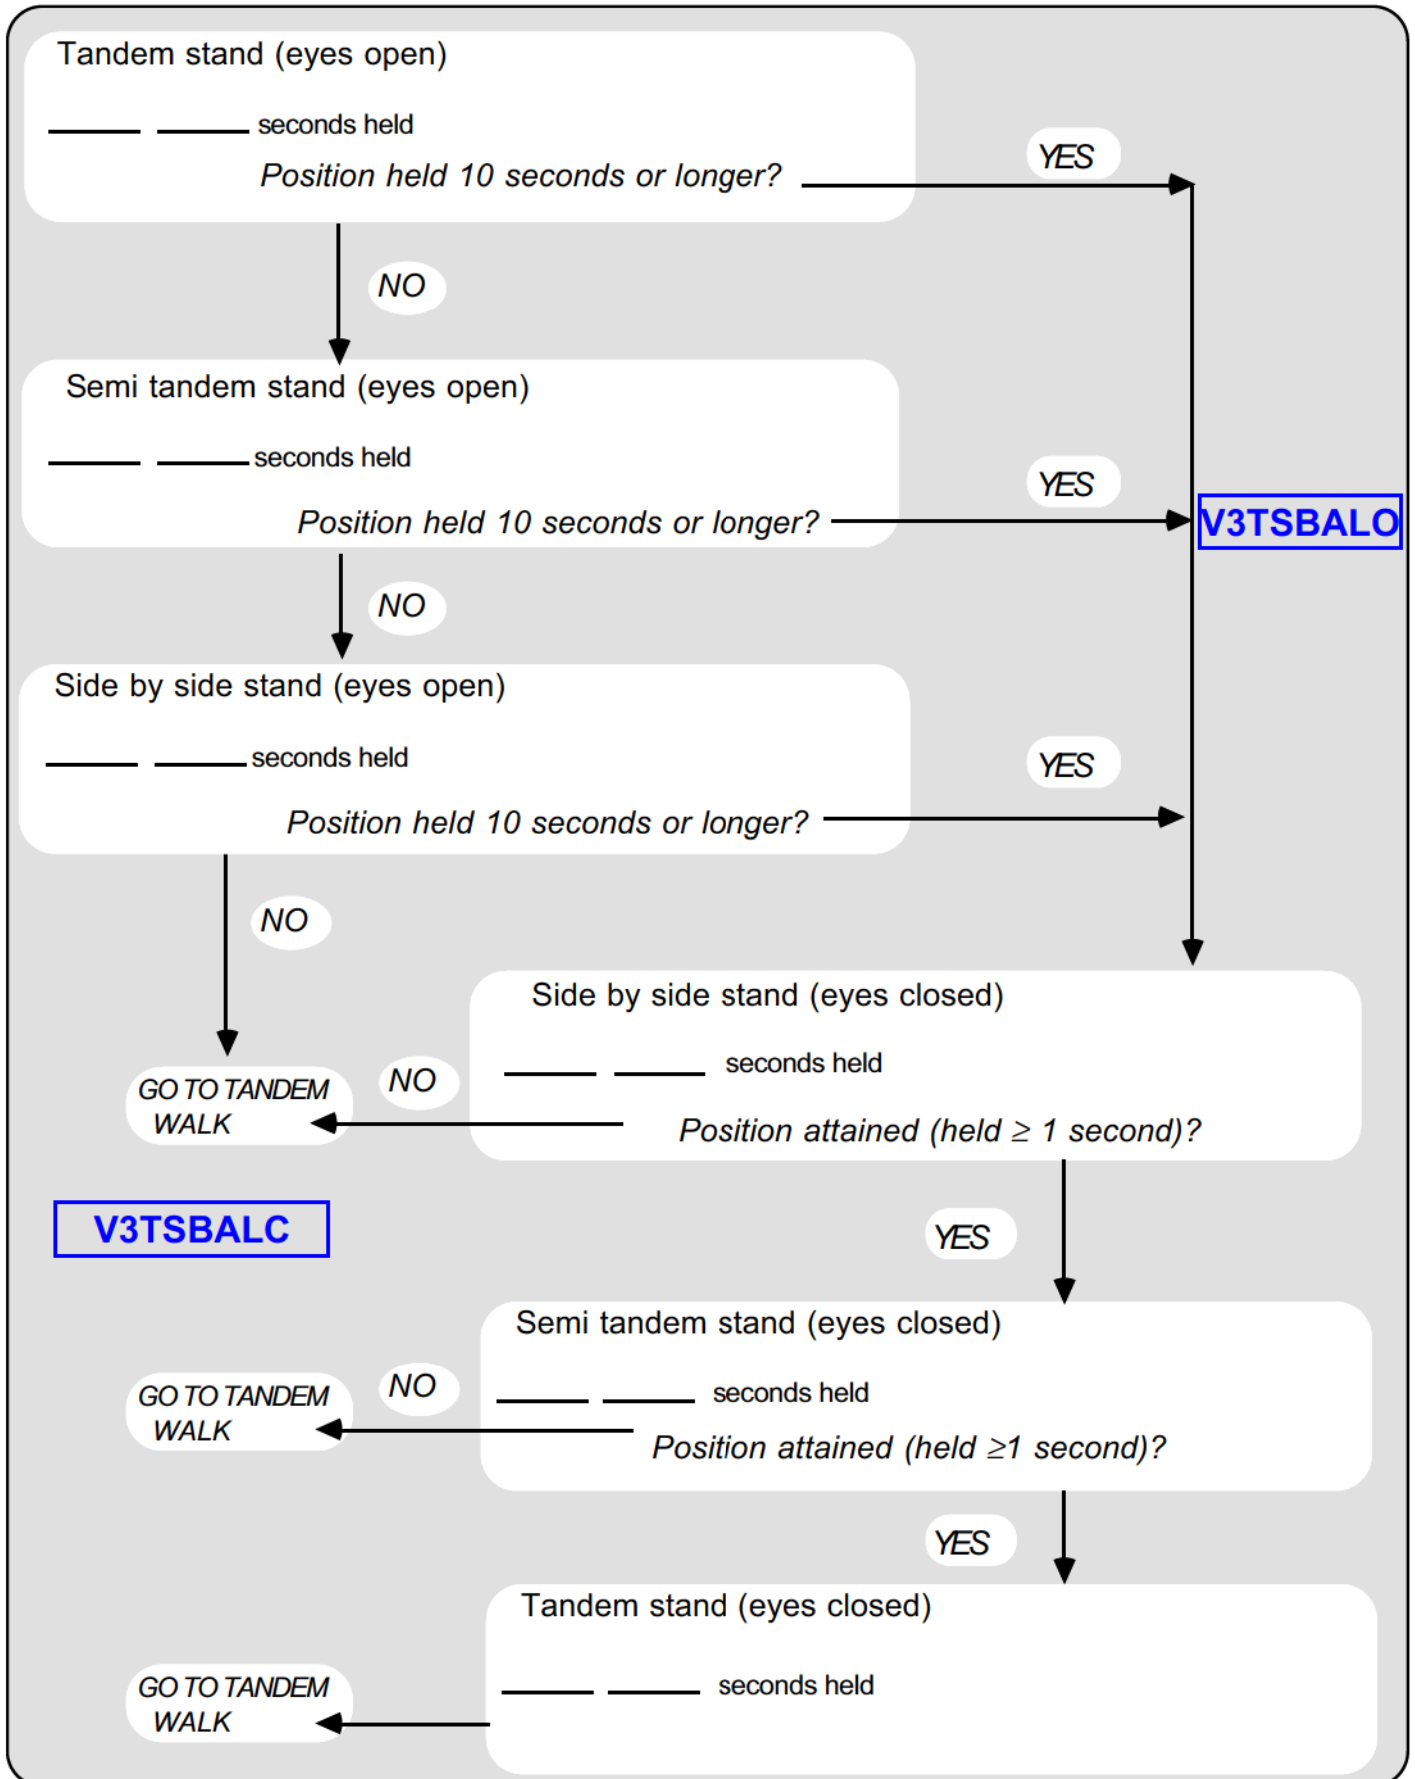 Tandem stand (eyes open)
seconds held
Position held 10 seconds or longer?
YES
NO
Semi tandem stand (eyes open)
seconds held
YES
Position held 10 seconds or longer?
V3TSBALO
NO
Side by side stand (eyes open)
seconds held
YES
Position held 10 seconds or longer?
NO
Side by side stand (eyes closed)
seconds held
NO
GO TO TANDEM
WALK
Position attained (held ≥ 1 second)?
V3TSBALC
YES
Semi tandem stand (eyes closed)
NO
GO TO TANDEM
WALK
seconds held
Position attained (held ≥1 second)?
YES
Tandem stand (eyes closed)
GO TO TANDEM
WALK
seconds held